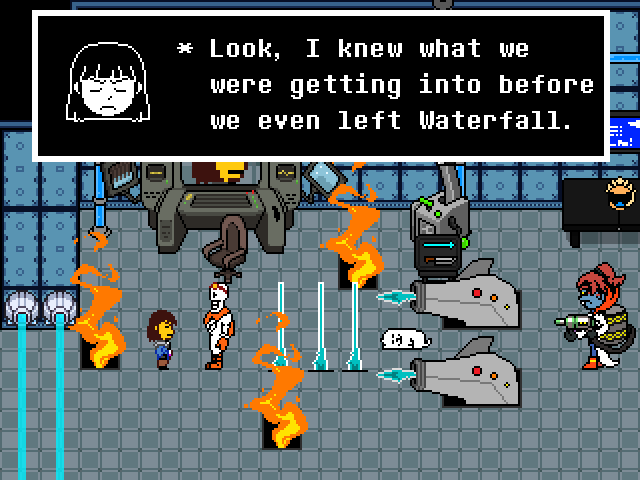 * Look, I knew what we
were getting into before
we even left Waterfall.